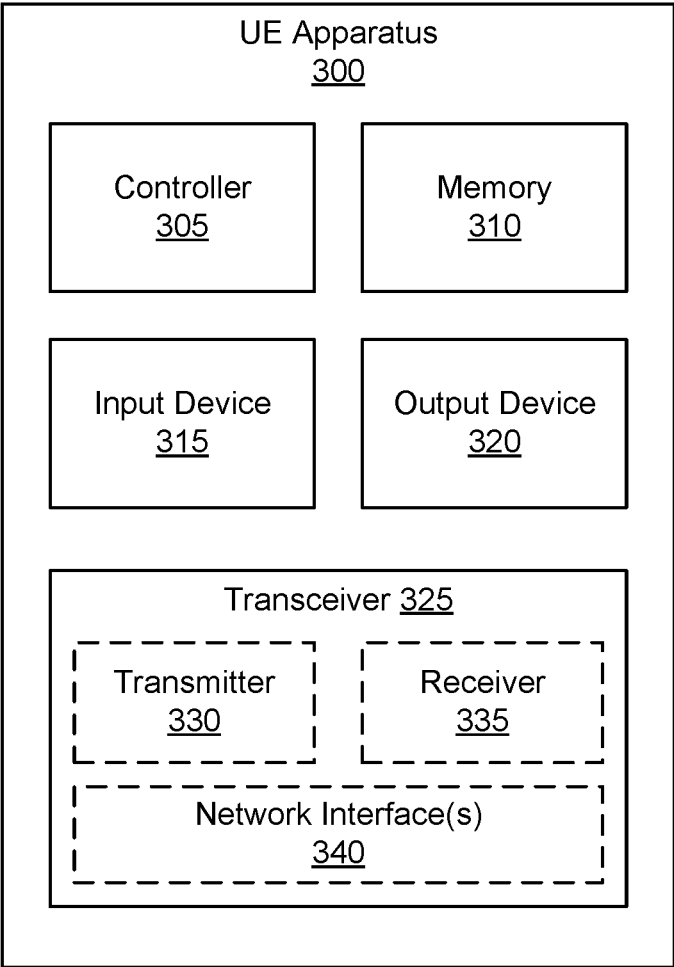 UE Apparatus
300
Controller
305
Memory
310
Input Device
315
Output Device
320
Transceiver 325
Transmitter
330
Receiver
335
Network Interface(s)
340